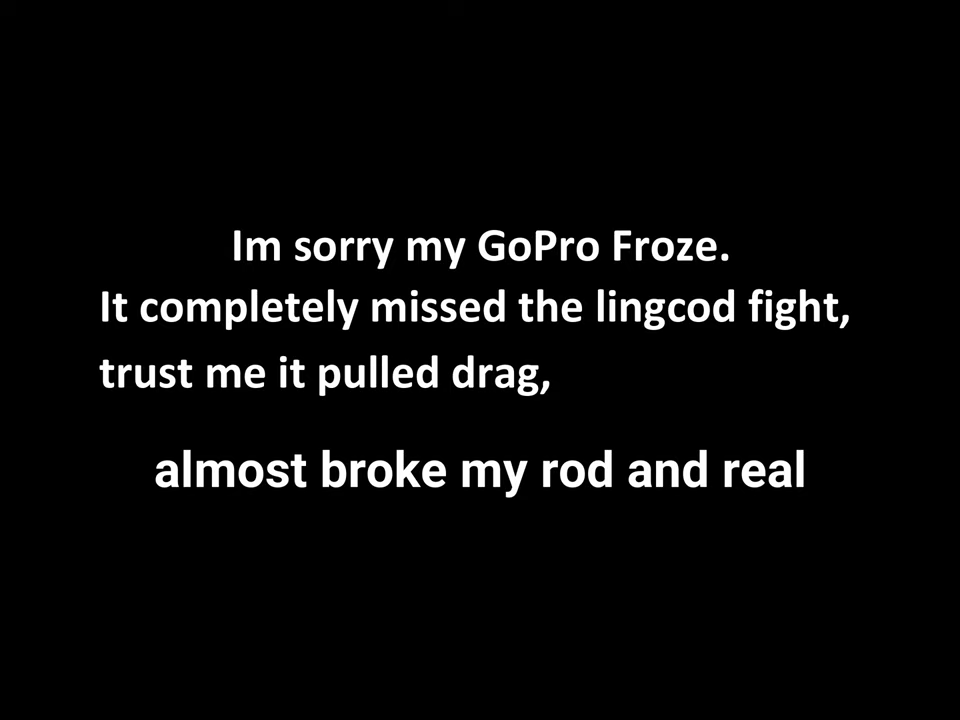 Im sorry my GoPro Froze.
It completely missed the lingcod fight,
trust me it pulled drag,
almost broke my rod and real